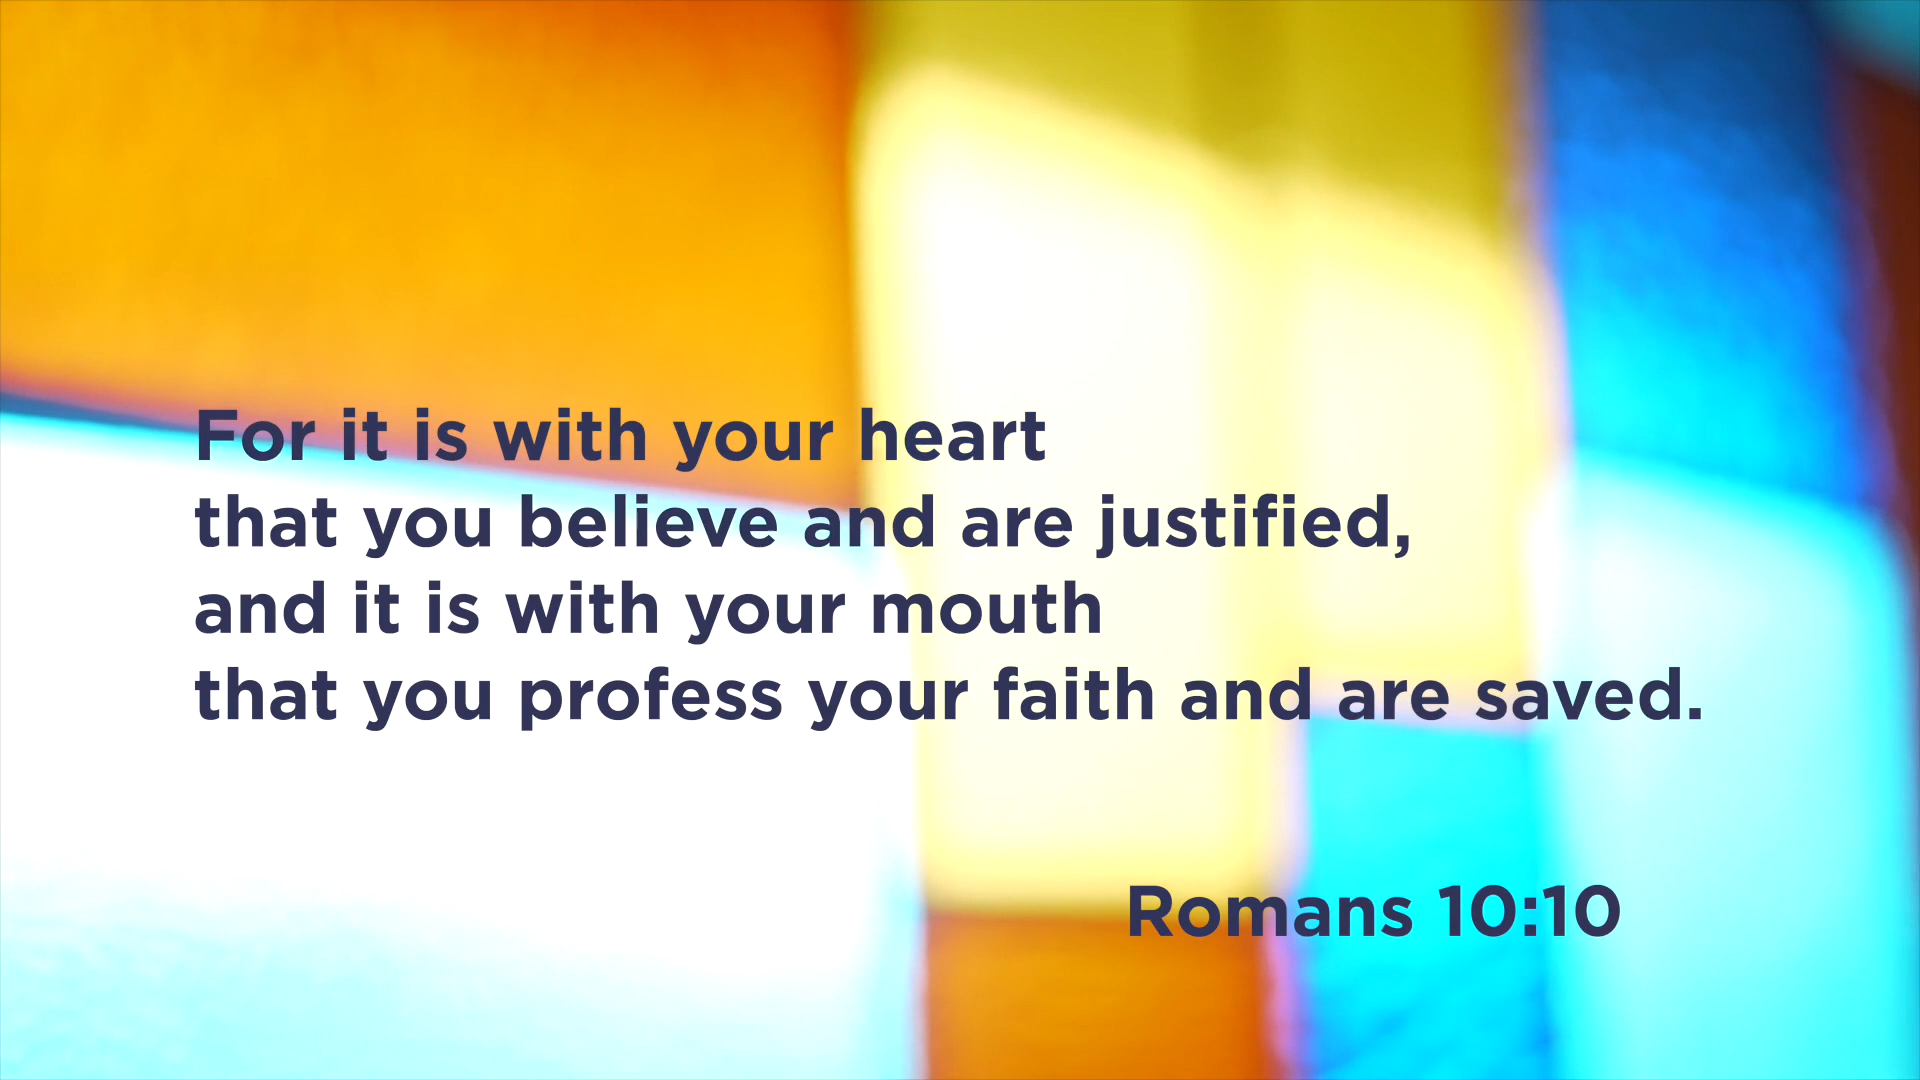 For it is with your heart
that you believe and are justified,
and it is with your mouth
that you profess your faith and are saved.
Romans 10:10